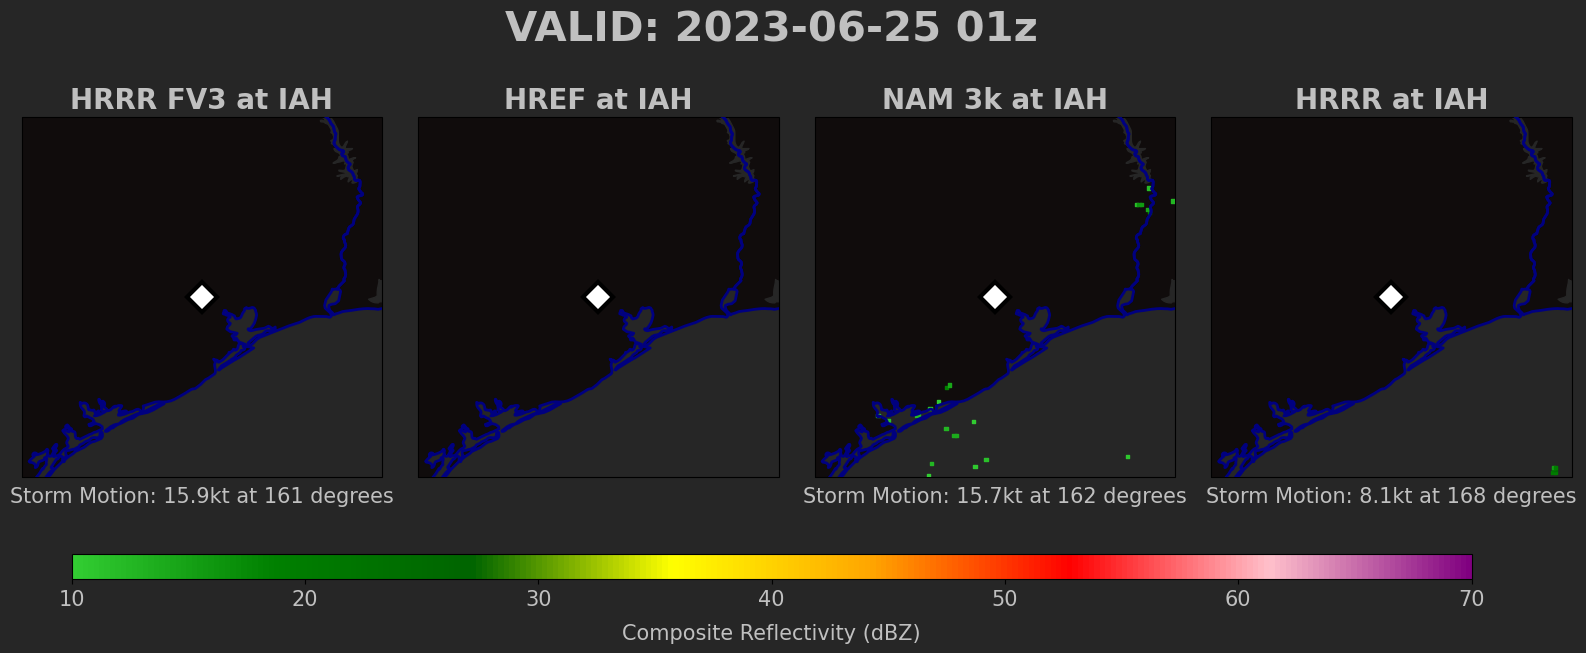 VALID: 2023-06-25 01z
HRRR FV3 at IAH
HREF at IAH
NAM 3k at IAH
HRRR at IAH
Storm Motion: 15.9kt at 161 degrees
Storm Motion: 15.7kt at 162 degrees
Storm Motion: 8.1kt at 168 degrees
10 20 30 40 50 60 70
Composite Reflectivity (dBZ)